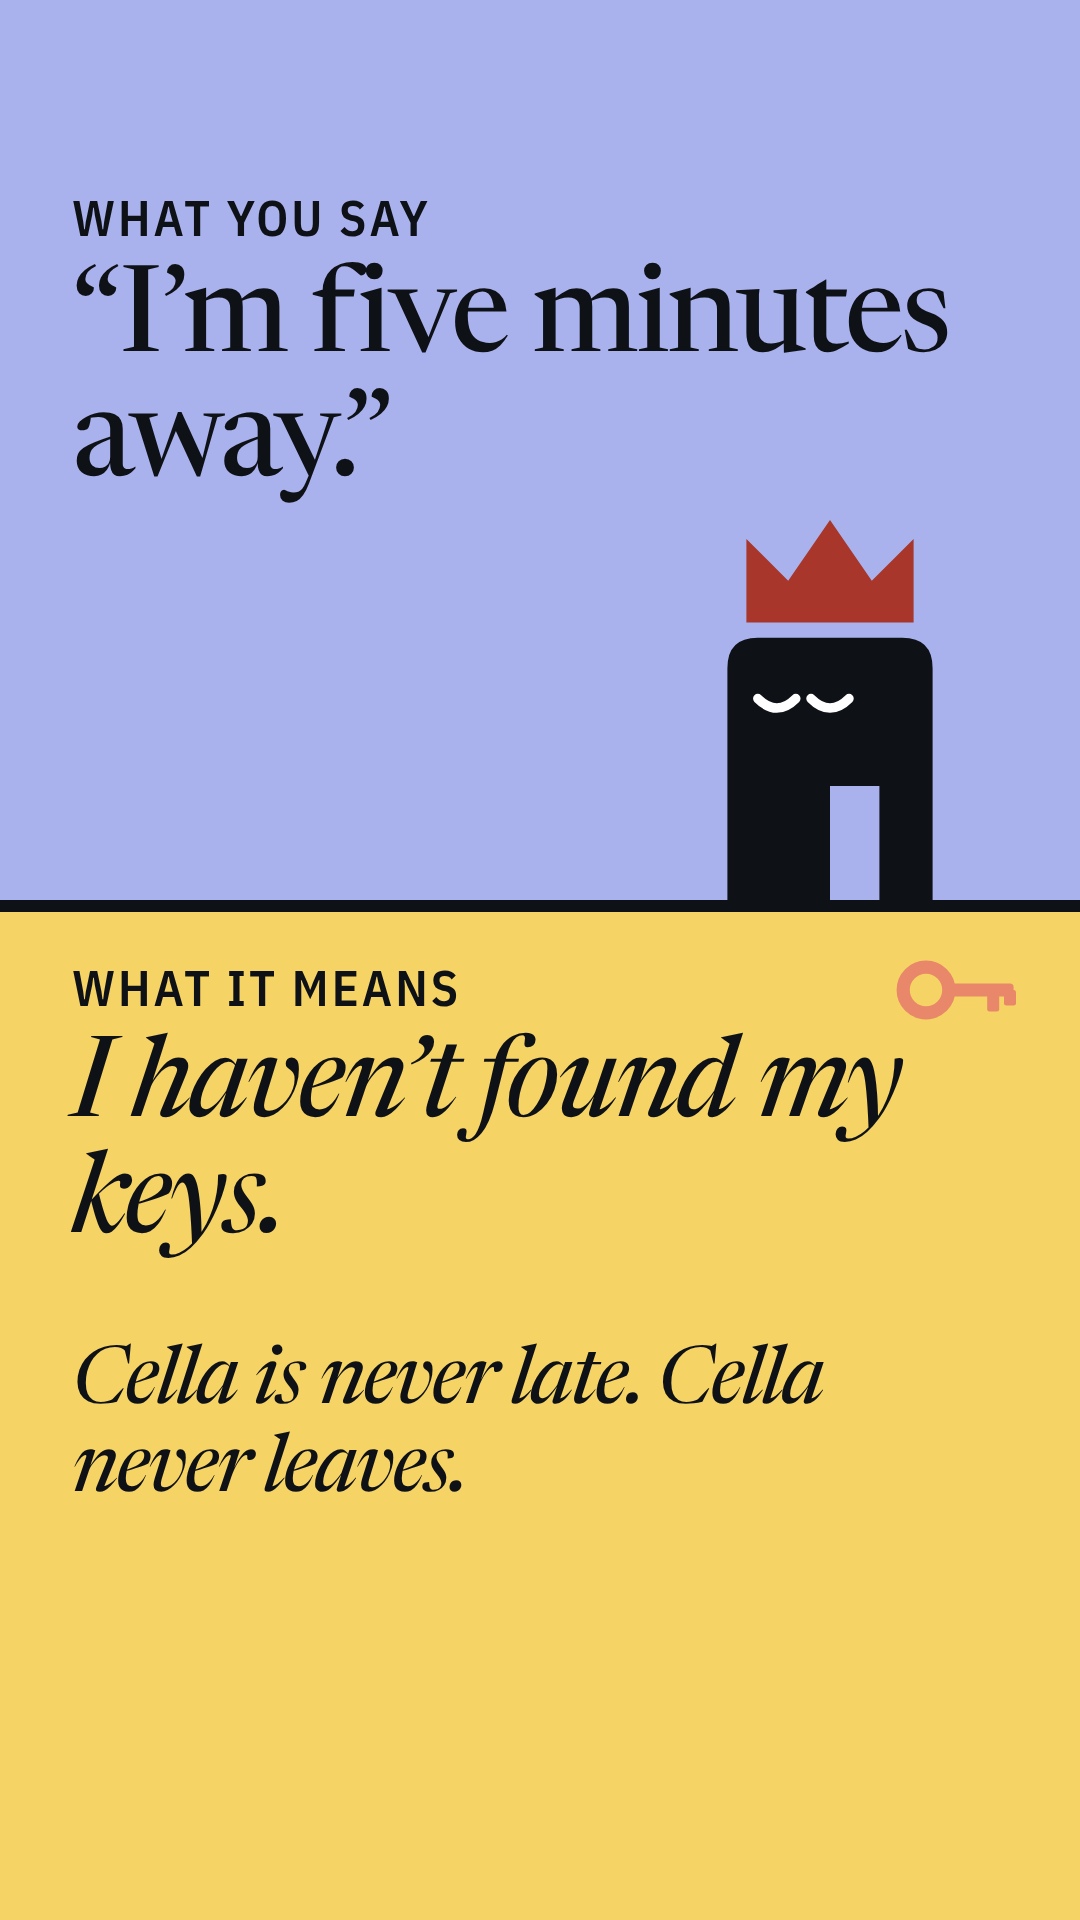 WHAT YOU SAY
“I’m five minutes
away.”
WHAT IT MEANS
I haven’t found my
keys.
Cella is never late. Cella
never leaves.